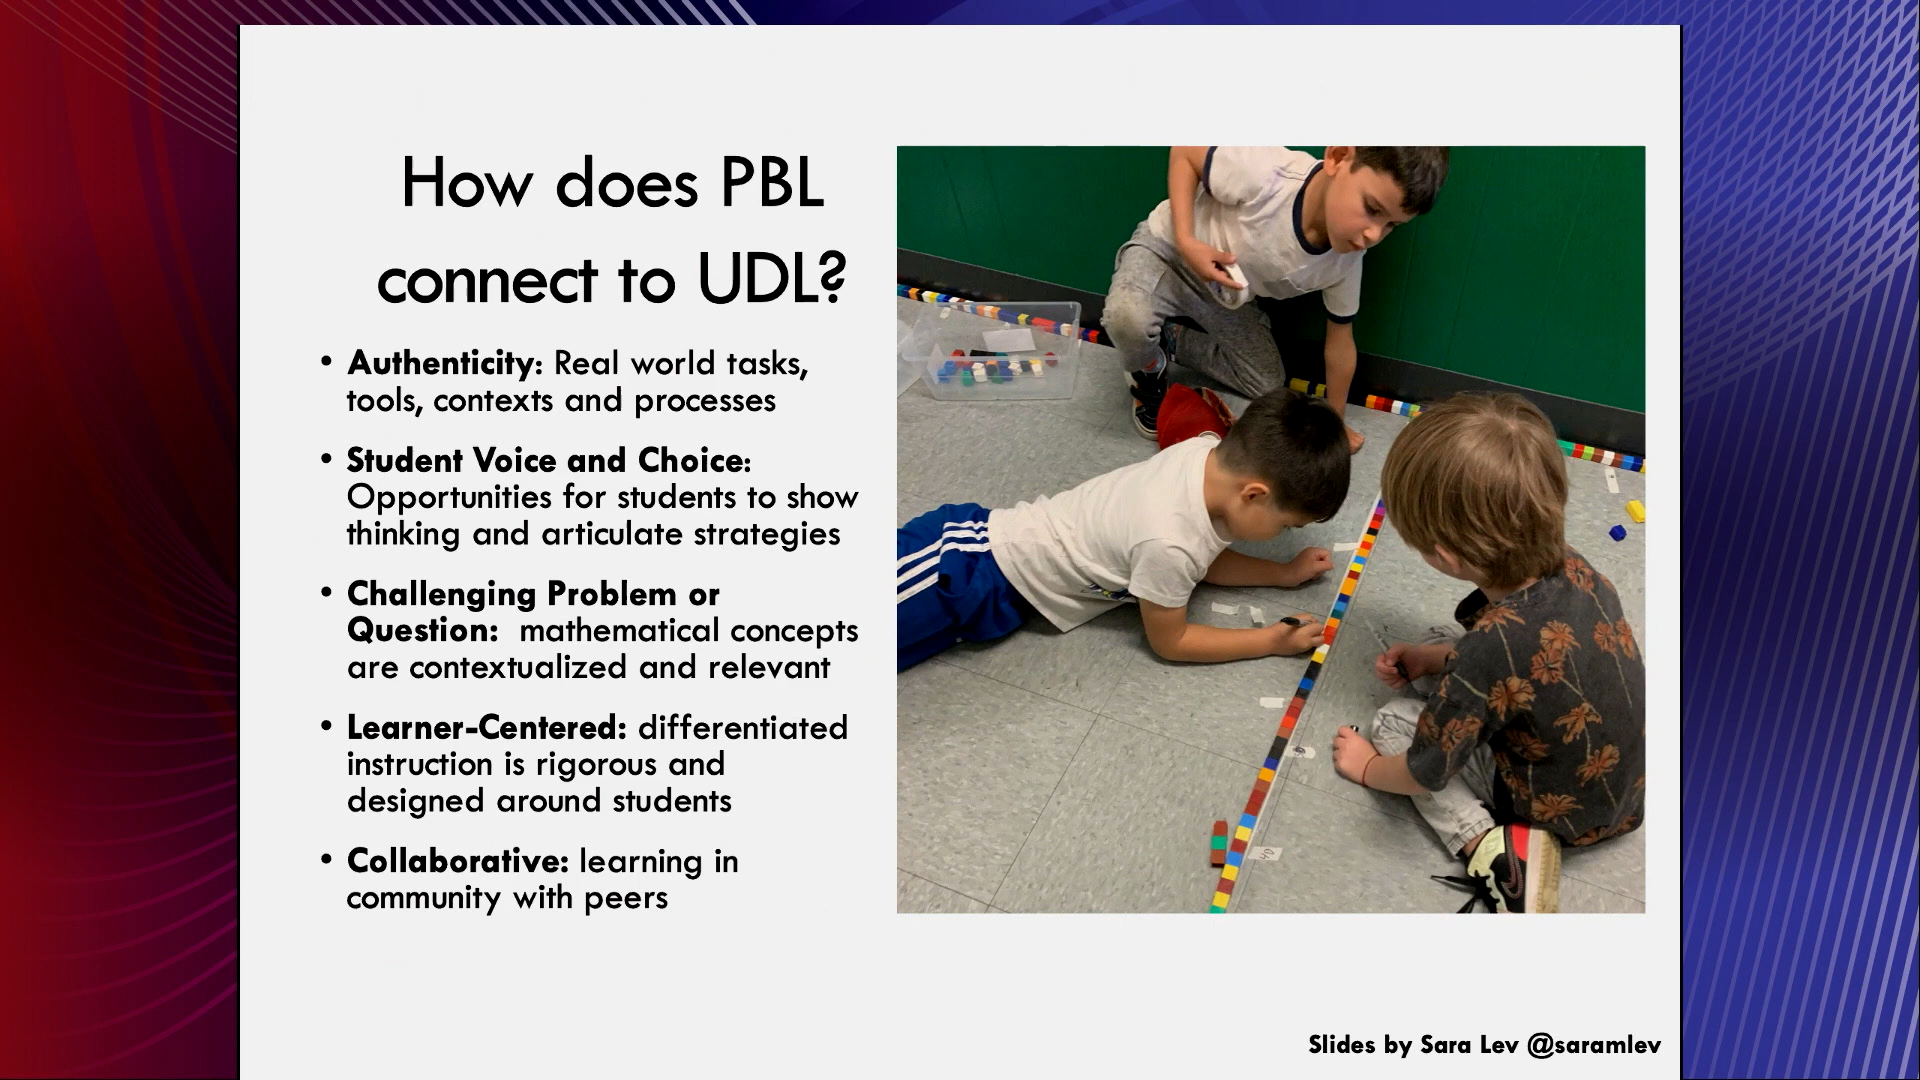 How does PBL
connect to UDL?
• Authenticity: Real world tasks,
tools, contexts and processes
• Student Voice and Choice:
Opportunities for students to show
thinking and articulate strategies
• Challenging Problem or
Question:  mathematical concepts
are contextualized and relevant
• Learner-Centered: differentiated
instruction is rigorous and
designed around students
• Collaborative: learning in
community with peers
40
Slides by Sara Lev @saramlev